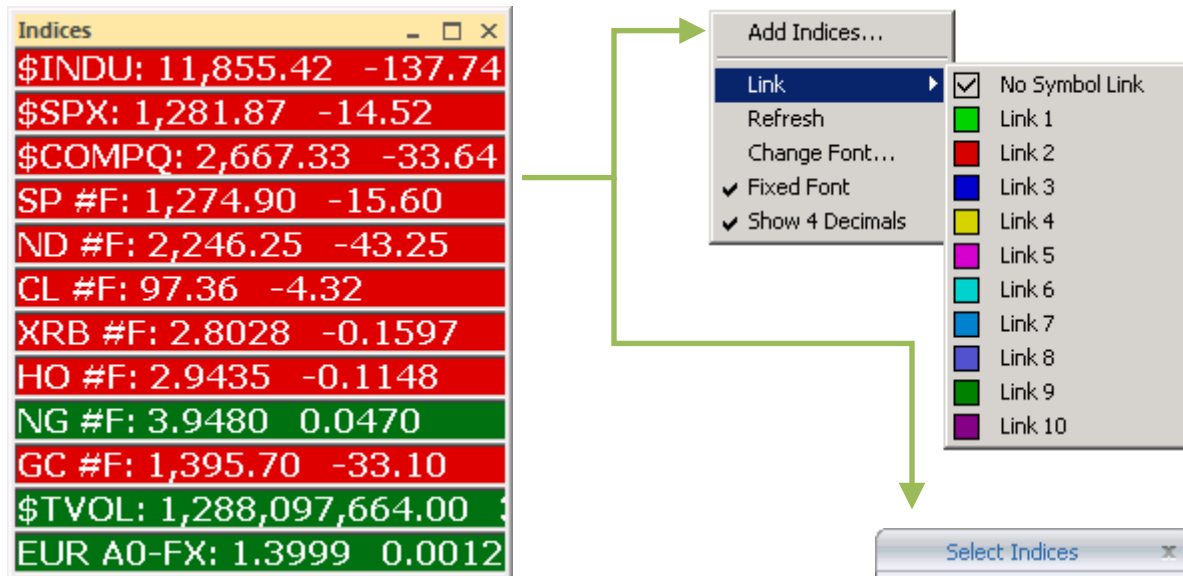 Indices
$INDU: 11,855.42 -137.74
$SPX: 1,281.87 -14.52
$COMPQ: 2,667.33 -33.64
SP #F: 1,274.90 -15.60
ND #F: 2,246.25 -43.25
CL #F: 97.36 -4.32
XRB #F: 2.8028 -0.1597
HO #F: 2.9435 -0.1148
NG #F: 3.9480 0.0470
GC #F: 1,395.70 -33.10
$TVOL: 1,288,097,664.00
EUR A0-FX: 1.3999 0.0012
Add Indices...
Link
Refresh
Change Font...
Fixed Font
Show 4 Decimals
No Symbol Link
Link 1
Link 2
Link 3
Link 4
Link 5
Link 6
Link 7
Link 8
Link 9
Link 10
Select Indices